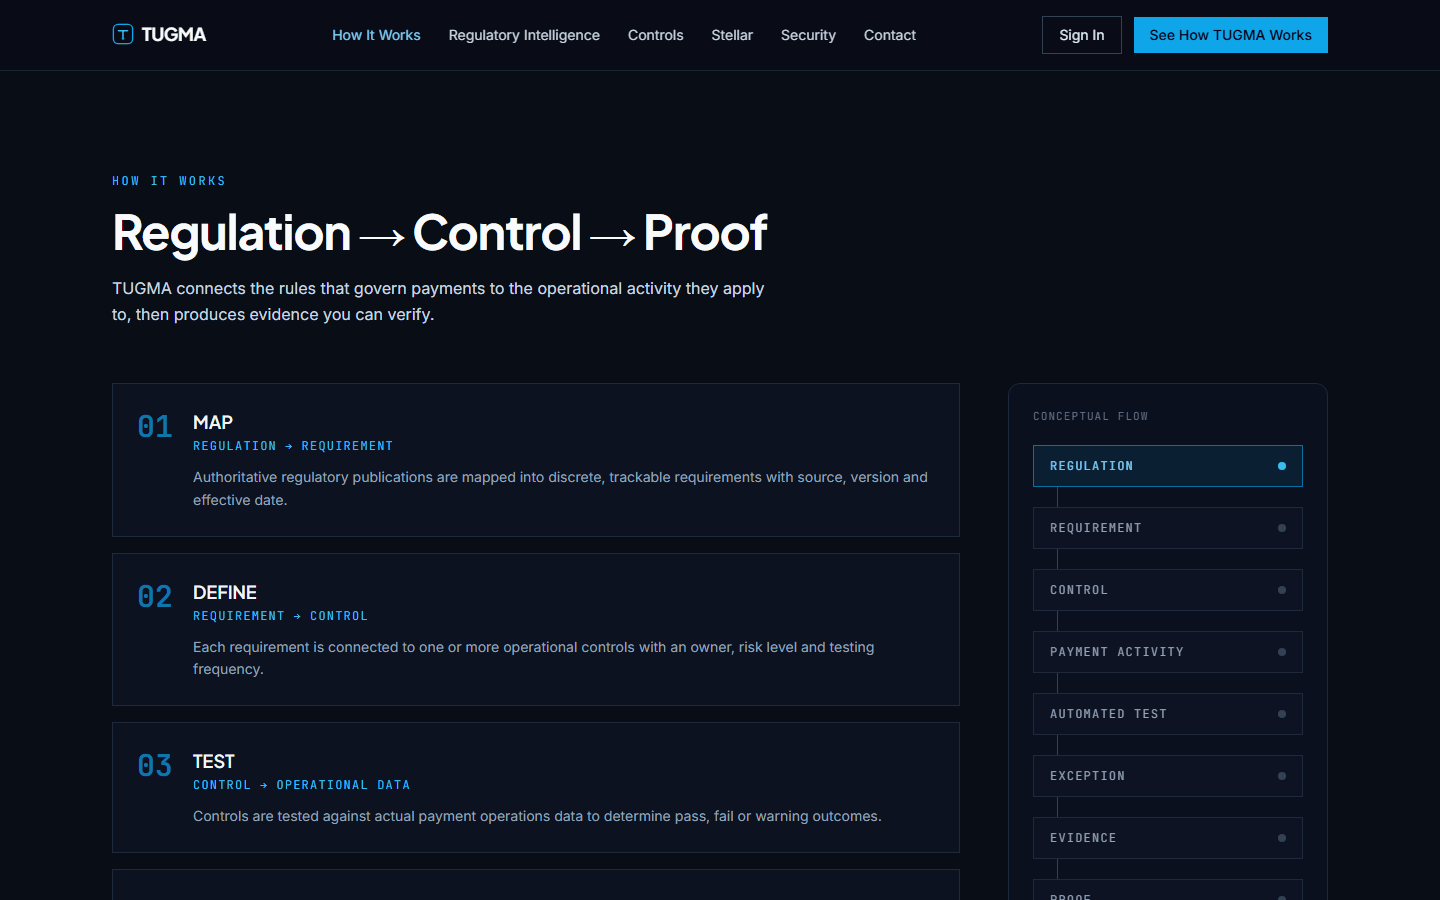 TUGMA
How It Works
Regulatory Intelligence
Controls
Stellar
Security
Contact
Sign In
See How TUGMA Works
HOW IT WORKS
Regulation → Control → Proof
TUGMA connects the rules that govern payments to the operational activity they apply
to, then produces evidence you can verify.
01
MAP
REGULATION → REQUIREMENT
Authoritative regulatory publications are mapped into discrete, trackable requirements with source, version and
effective date.
02
DEFINE
REQUIREMENT → CONTROL
Each requirement is connected to one or more operational controls with an owner, risk level and testing
frequency.
03
TEST
CONTROL → OPERATIONAL DATA
Controls are tested against actual payment operations data to determine pass, fail or warning outcomes.
CONCEPTUAL FLOW
REGULATION
REQUIREMENT
CONTROL
PAYMENT ACTIVITY
AUTOMATED TEST
EXCEPTION
EVIDENCE
PROOF